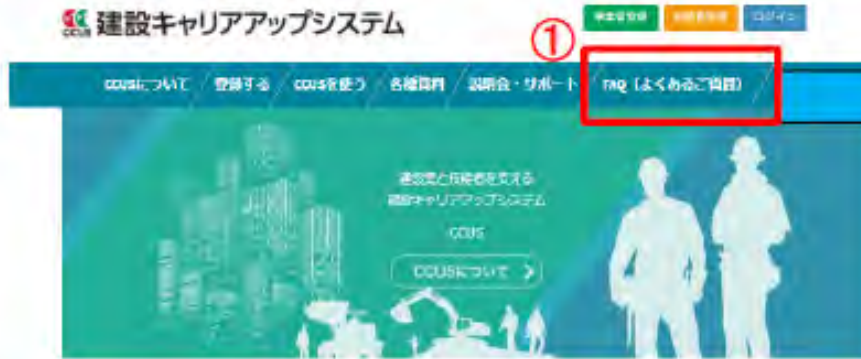 CCUS 建設キャリアアップシステム
①
事業者登録 技能者登録 ログイン
CCUSについて / 登録する / CCUSを使う / 各種資料 / 説明会・サポート / FAQ（よくあるご質問） /
建設業と技能者を支える
建設キャリアアップシステム
CCUS
CCUSについて